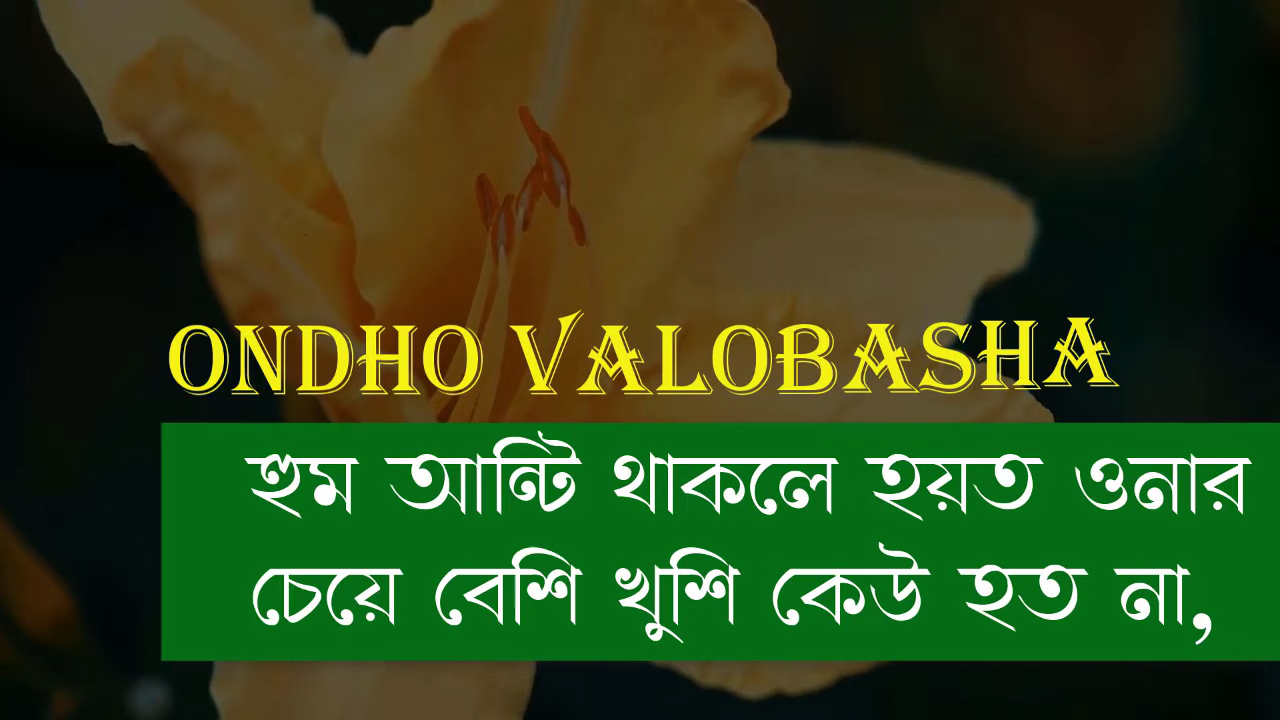 ONDHO VALOBASHA
হুম আন্টি থাকলে হয়ত ওনার
চেয়ে বেশি খুশি কেউ হত না,